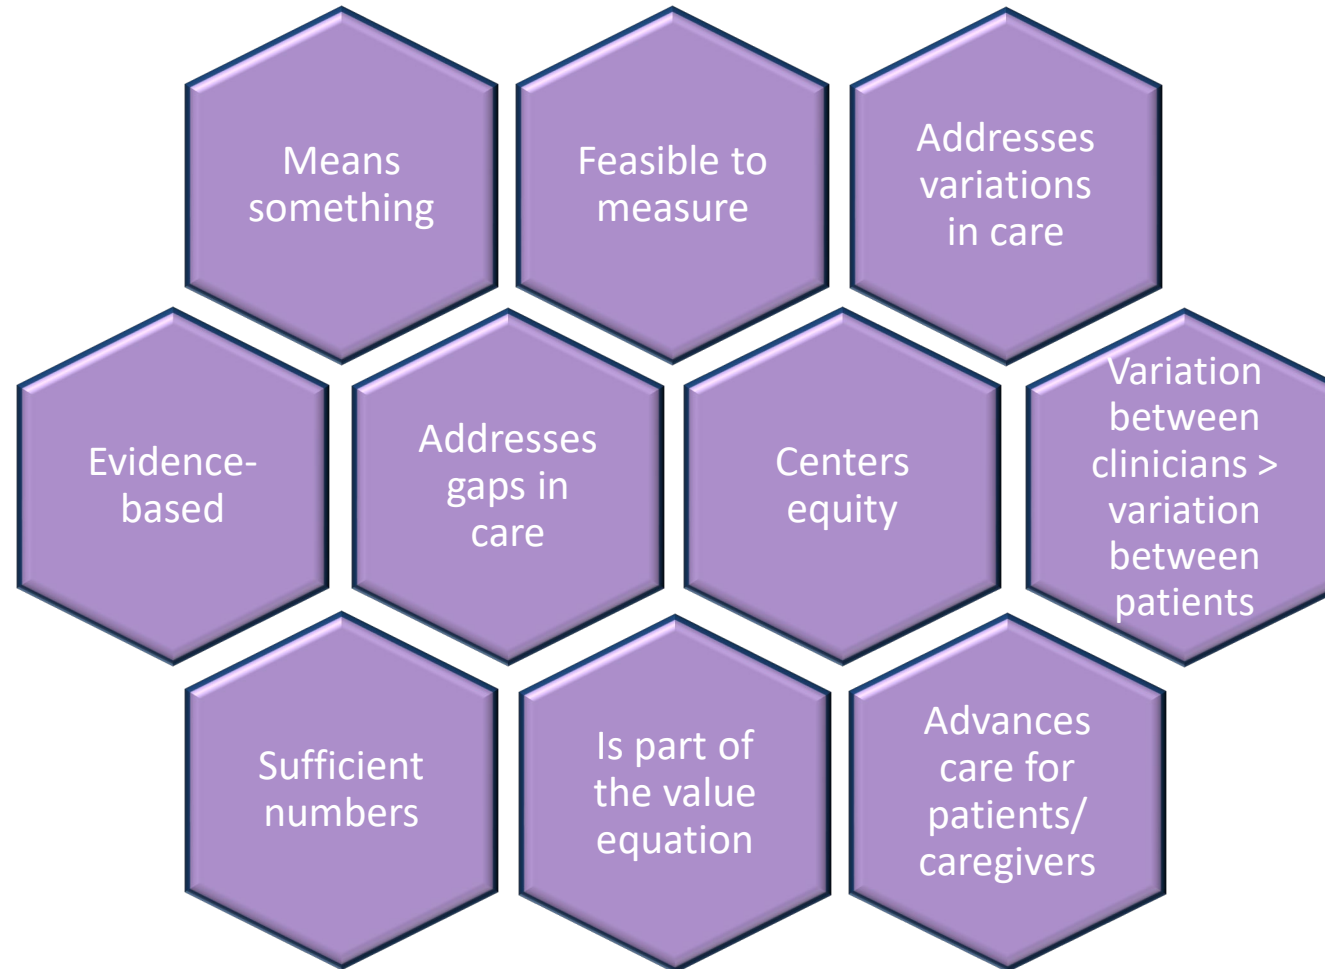 Means
something
Feasible to
measure
Addresses
variations
in care
Evidence-
based
Addresses
gaps in
care
Centers
equity
Variation
between
clinicians >
variation
between
patients
Sufficient
numbers
Is part of
the value
equation
Advances
care for
patients/
caregivers